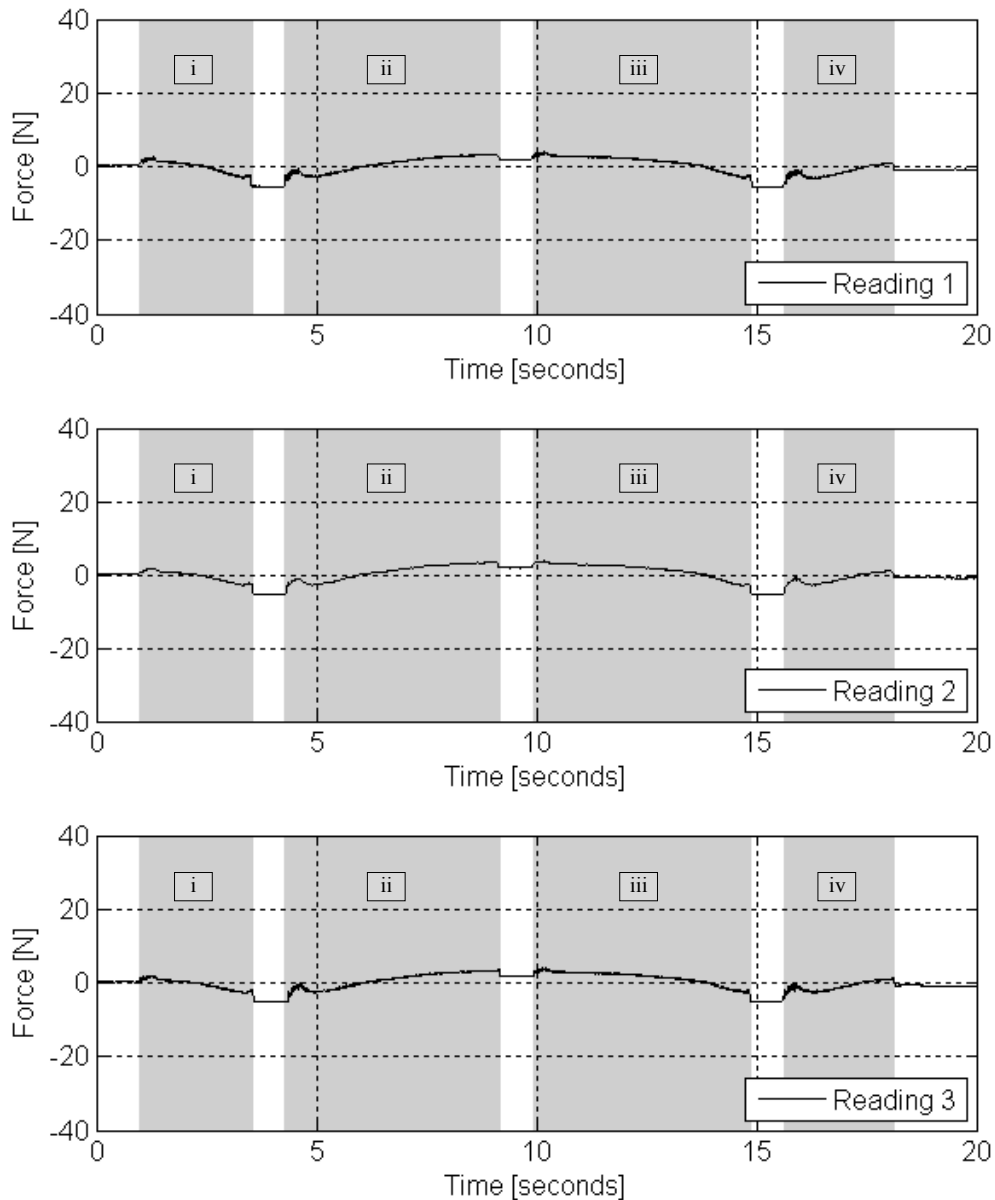 40
i ii iii iv
20
Force [N]
0
-20
Reading 1
-40
0 5 10 15 20
Time [seconds]
40
i ii iii iv
20
Force [N]
0
-20
Reading 2
-40
0 5 10 15 20
Time [seconds]
40
i ii iii iv
20
Force [N]
0
-20
Reading 3
-40
0 5 10 15 20
Time [seconds]